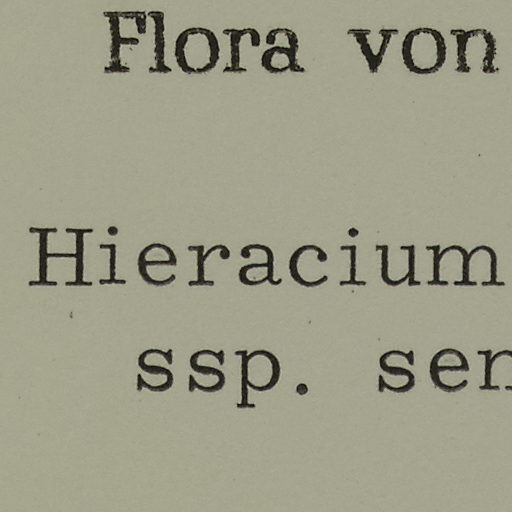 Flora von
Hieracium
ssp. sen